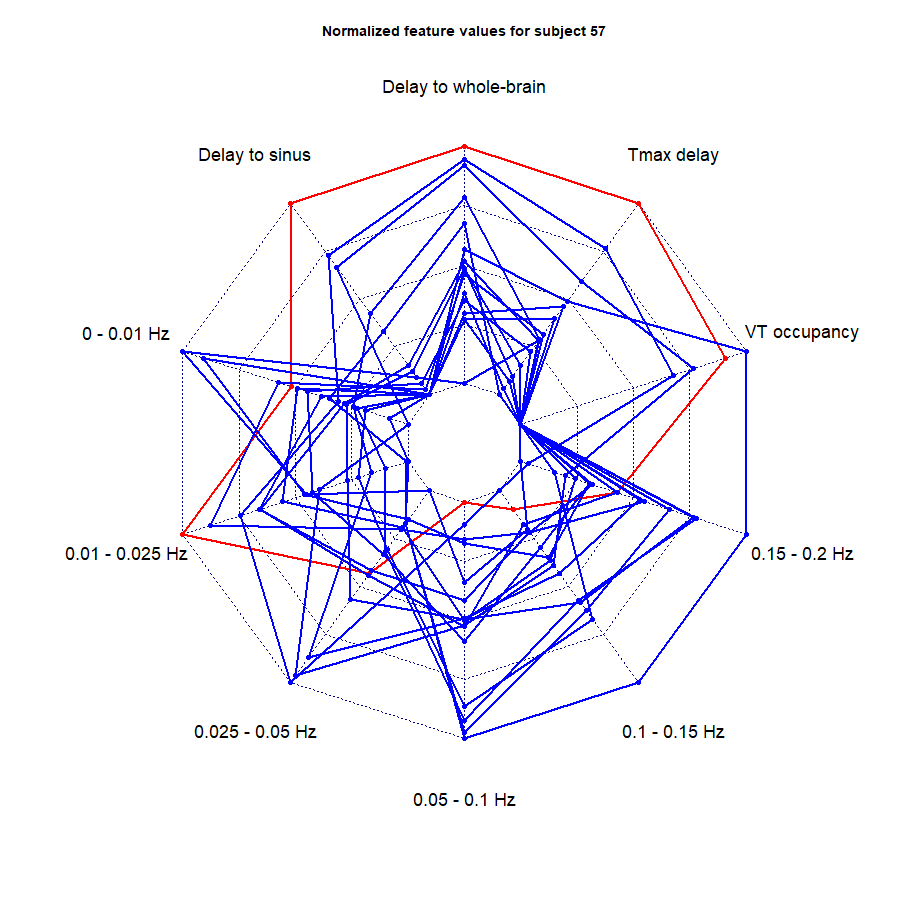 Normalized feature values for subject 57
Delay to whole-brain
Delay to sinus
Tmax delay
0 - 0.01 Hz
VT occupancy
0.01 - 0.025 Hz
0.15 - 0.2 Hz
0.025 - 0.05 Hz
0.1 - 0.15 Hz
0.05 - 0.1 Hz